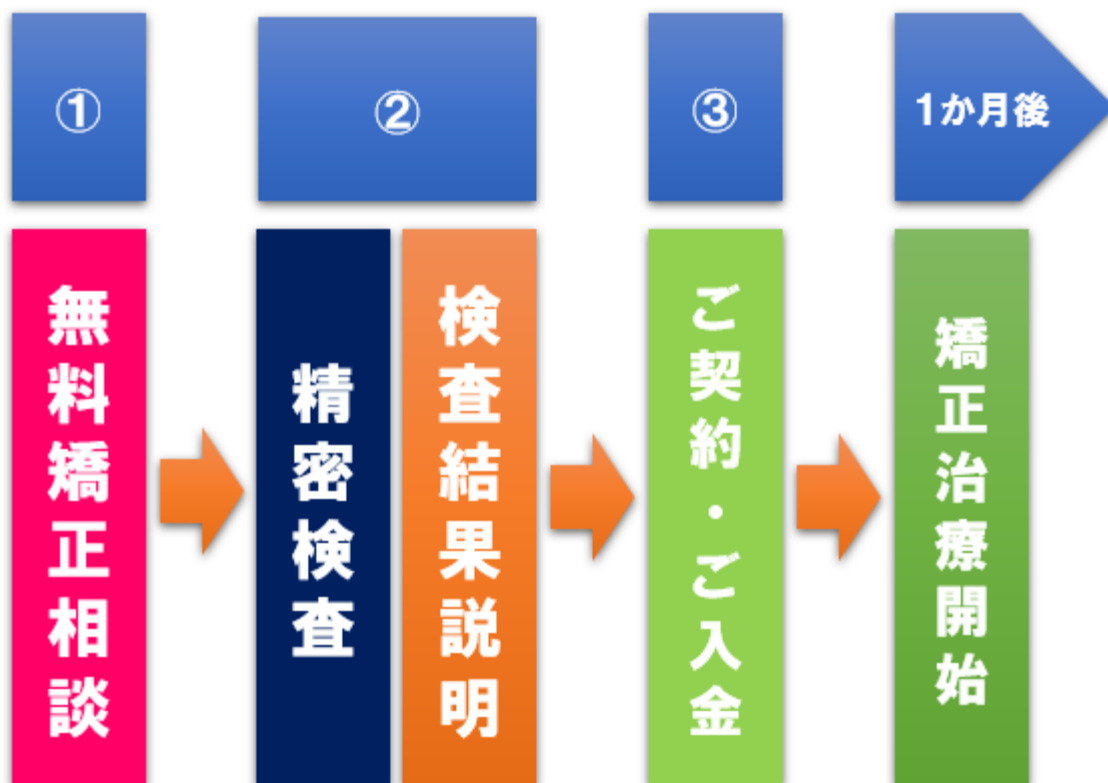 ①
②
③
1か月後
無料矯正相談
精密検査
検査結果説明
ご契約・ご入金
矯正治療開始